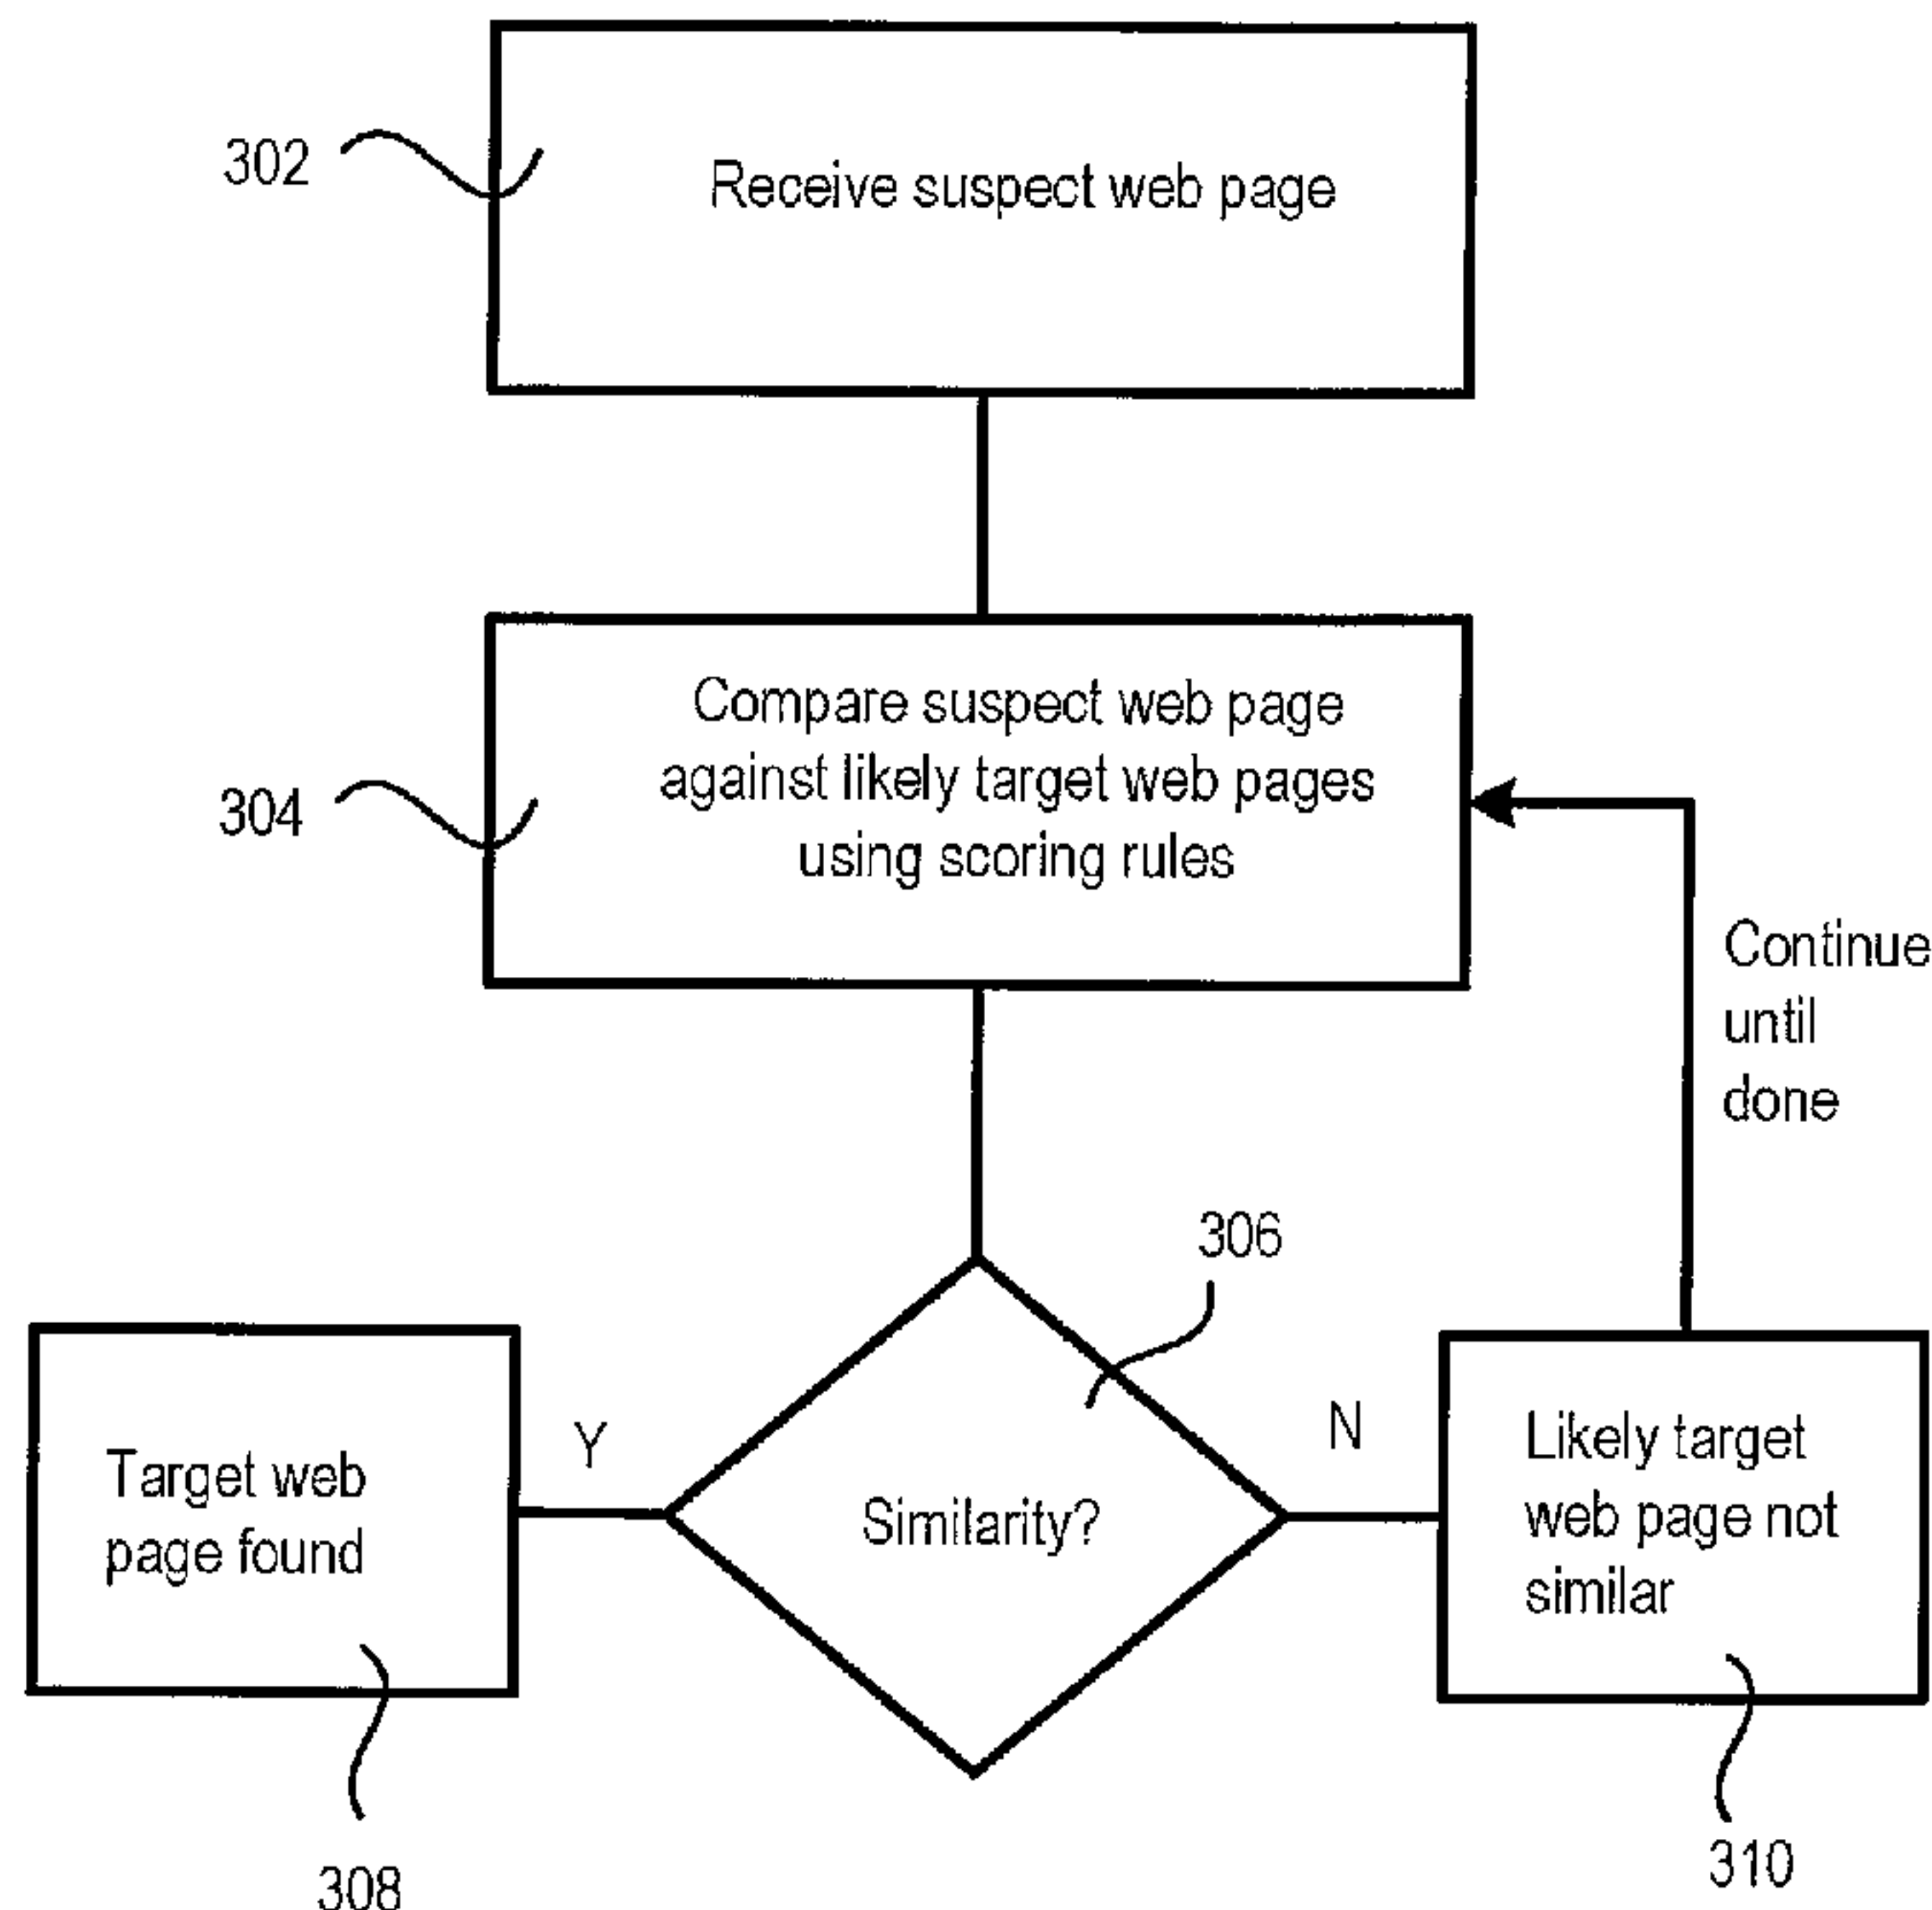 302
Receive suspect web page
304
Compare suspect web page
against likely target web pages
using scoring rules
Continue
until
done
306
Y
N
Similarity?
Target web
page found
Likely target
web page not
similar
308
310